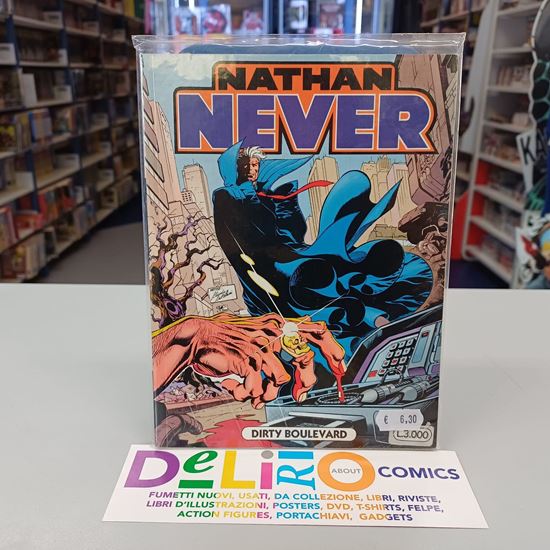 NATHAN
NEVER
DIRTY BOULEVARD
€ 6,30
L.3.000
DeLiRiO
ABOUT
COMICS
FUMETTI NUOVI, USATI, DA COLLEZIONE, LIBRI, RIVISTE,
LIBRI D'ILLUSTRAZIONI, POSTERS, DVD, T-SHIRTS, FELPE,
ACTION FIGURES, PORTACHIAVI, GADGETS